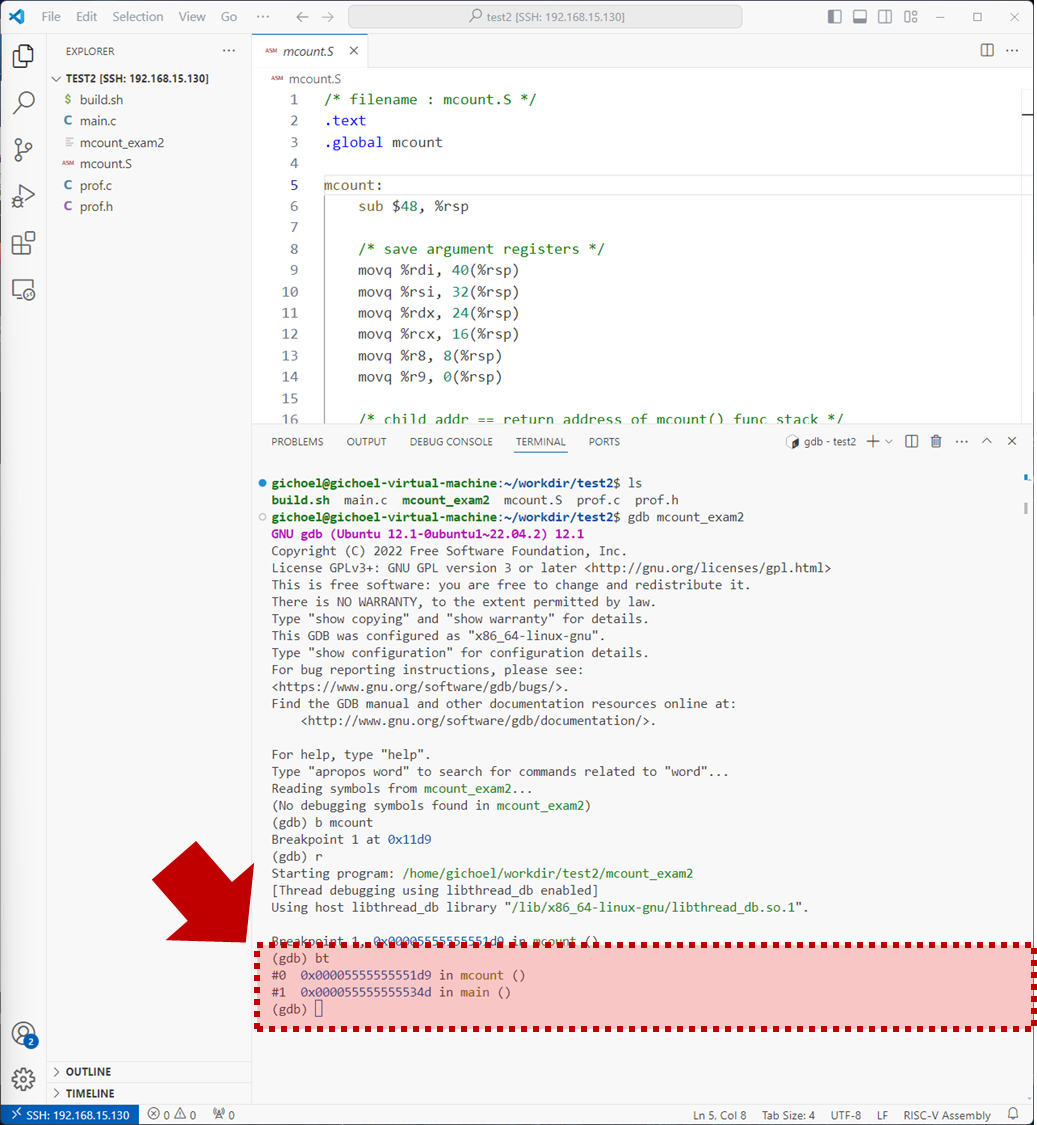 File Edit Selection View Go ··· test2 [SSH: 192.168.15.130]
EXPLORER ···
TEST2 [SSH: 192.168.15.130]
$ build.sh
C main.c
mcount_exam2
ASM mcount.S
C prof.c
C prof.h
ASM mcount.S
ASM mcount.S
1 /* filename : mcount.S */
2 .text
3 .global mcount
4
5 mcount:
6 sub $48, %rsp
7
8 /* save argument registers */
9 movq %rdi, 40(%rsp)
10 movq %rsi, 32(%rsp)
11 movq %rdx, 24(%rsp)
12 movq %rcx, 16(%rsp)
13 movq %r8, 8(%rsp)
14 movq %r9, 0(%rsp)
15
16 /* child addr == return address of mcount() func stack */
PROBLEMS OUTPUT DEBUG CONSOLE TERMINAL PORTS gdb - test2
gichoel@gichoel-virtual-machine:~/workdir/test2$ ls
build.sh main.c mcount_exam2 mcount.S prof.c prof.h
gichoel@gichoel-virtual-machine:~/workdir/test2$ gdb mcount_exam2
GNU gdb (Ubuntu 12.1-0ubuntu1~22.04.2) 12.1
Copyright (C) 2022 Free Software Foundation, Inc.
License GPLv3+: GNU GPL version 3 or later <http://gnu.org/licenses/gpl.html>
This is free software: you are free to change and redistribute it.
There is NO WARRANTY, to the extent permitted by law.
Type "show copying" and "show warranty" for details.
This GDB was configured as "x86_64-linux-gnu".
Type "show configuration" for configuration details.
For bug reporting instructions, please see:
<https://www.gnu.org/software/gdb/bugs/>.
Find the GDB manual and other documentation resources online at:
<http://www.gnu.org/software/gdb/documentation/>.
For help, type "help".
Type "apropos word" to search for commands related to "word"...
Reading symbols from mcount_exam2...
(No debugging symbols found in mcount_exam2)
(gdb) b mcount
Breakpoint 1 at 0x11d9
(gdb) r
Starting program: /home/gichoel/workdir/test2/mcount_exam2
[Thread debugging using libthread_db enabled]
Using host libthread_db library "/lib/x86_64-linux-gnu/libthread_db.so.1".
Breakpoint 1, 0x00005555555551d9 in mcount ()
(gdb) bt
#0 0x00005555555551d9 in mcount ()
#1 0x000055555555534d in main ()
(gdb)
2
OUTLINE
TIMELINE
SSH: 192.168.15.130 0 0 0 Ln 5, Col 8 Tab Size: 4 UTF-8 LF RISC-V Assembly